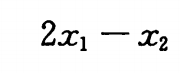 2x₁ − x₂